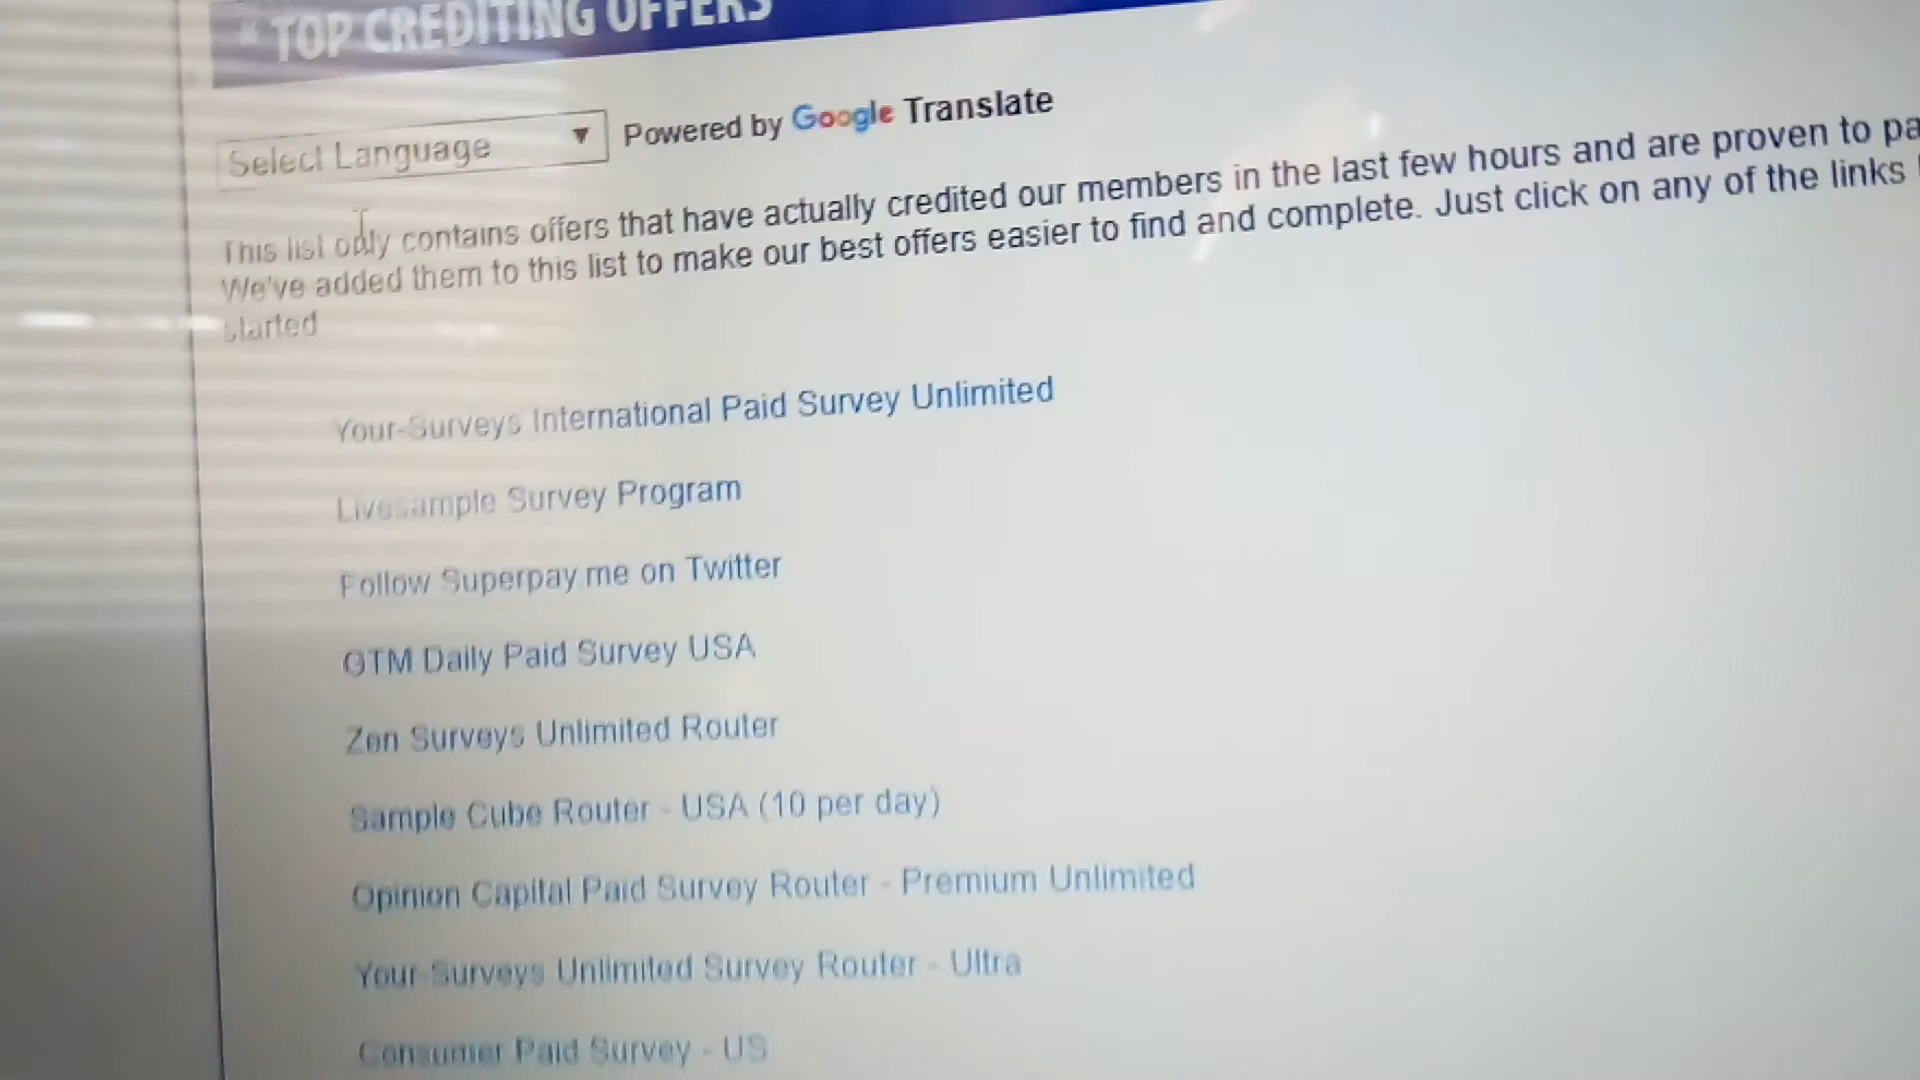 TOP CREDITING OFFERS
Select Language ▼ Powered by Google Translate
This list only contains offers that have actually credited our members in the last few hours and are proven to
We've added them to this list to make our best offers easier to find and complete. Just click on any of the links
started
Your-Surveys International Paid Survey Unlimited
Livesample Survey Program
Follow Superpay.me on Twitter
GTM Daily Paid Survey USA
Zen Surveys Unlimited Router
Sample Cube Router - USA (10 per day)
Opinion Capital Paid Survey Router - Premium Unlimited
Your-Surveys Unlimited Survey Router - Ultra
Consumer Paid Survey - US